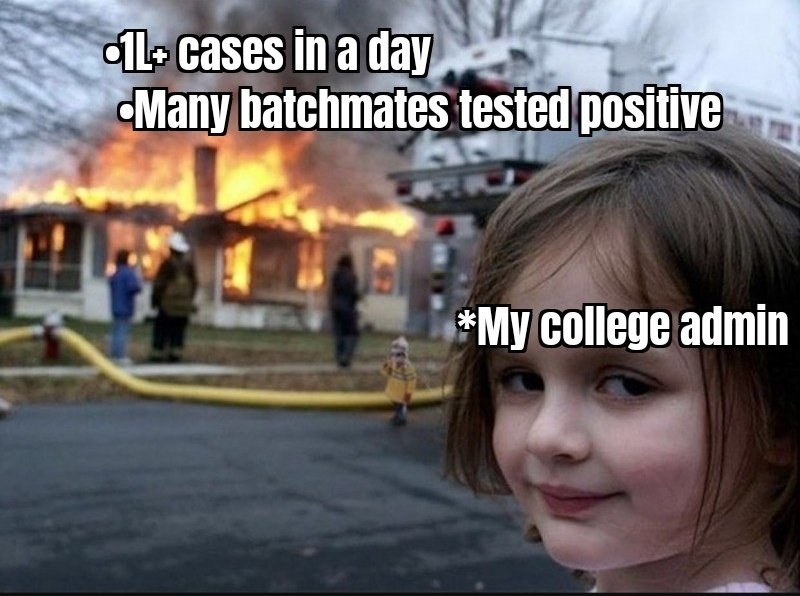 •1L+ cases in a day
•Many batchmates tested positive
*My college admin